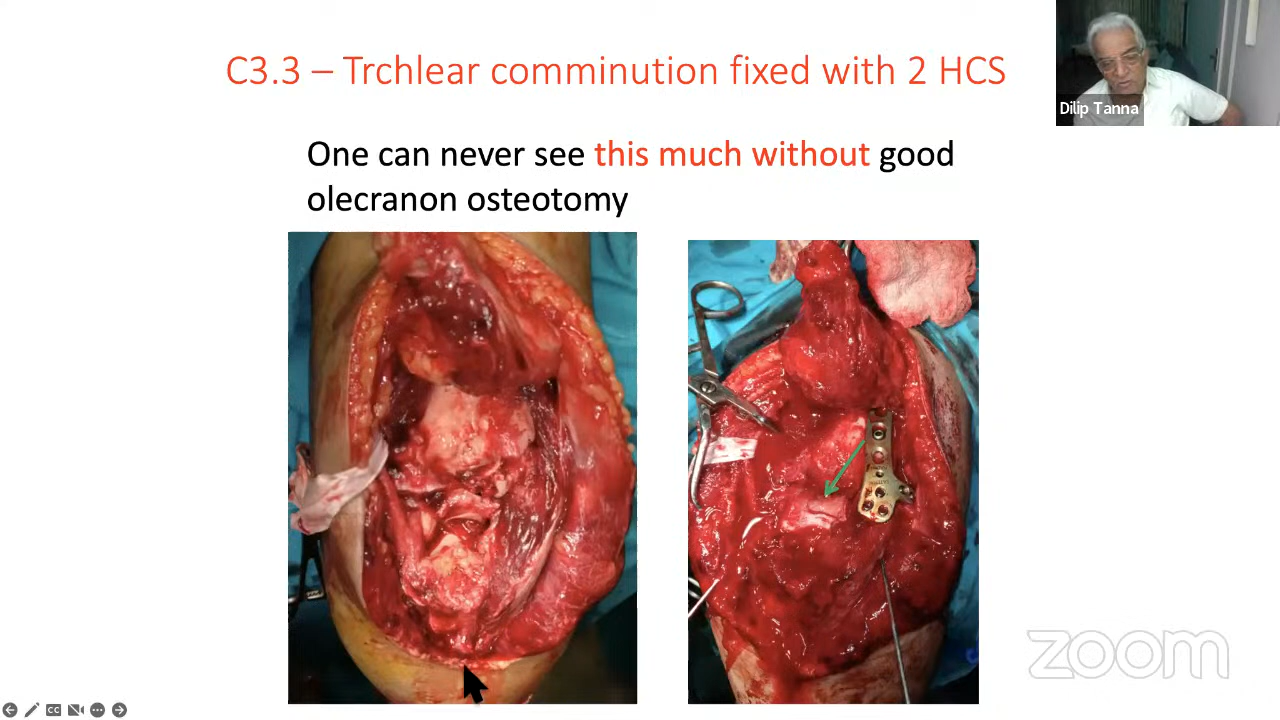 C3.3 – Trchlear comminution fixed with 2 HCS
Dilip Tanna
One can never see this much without good
olecranon osteotomy
zoom